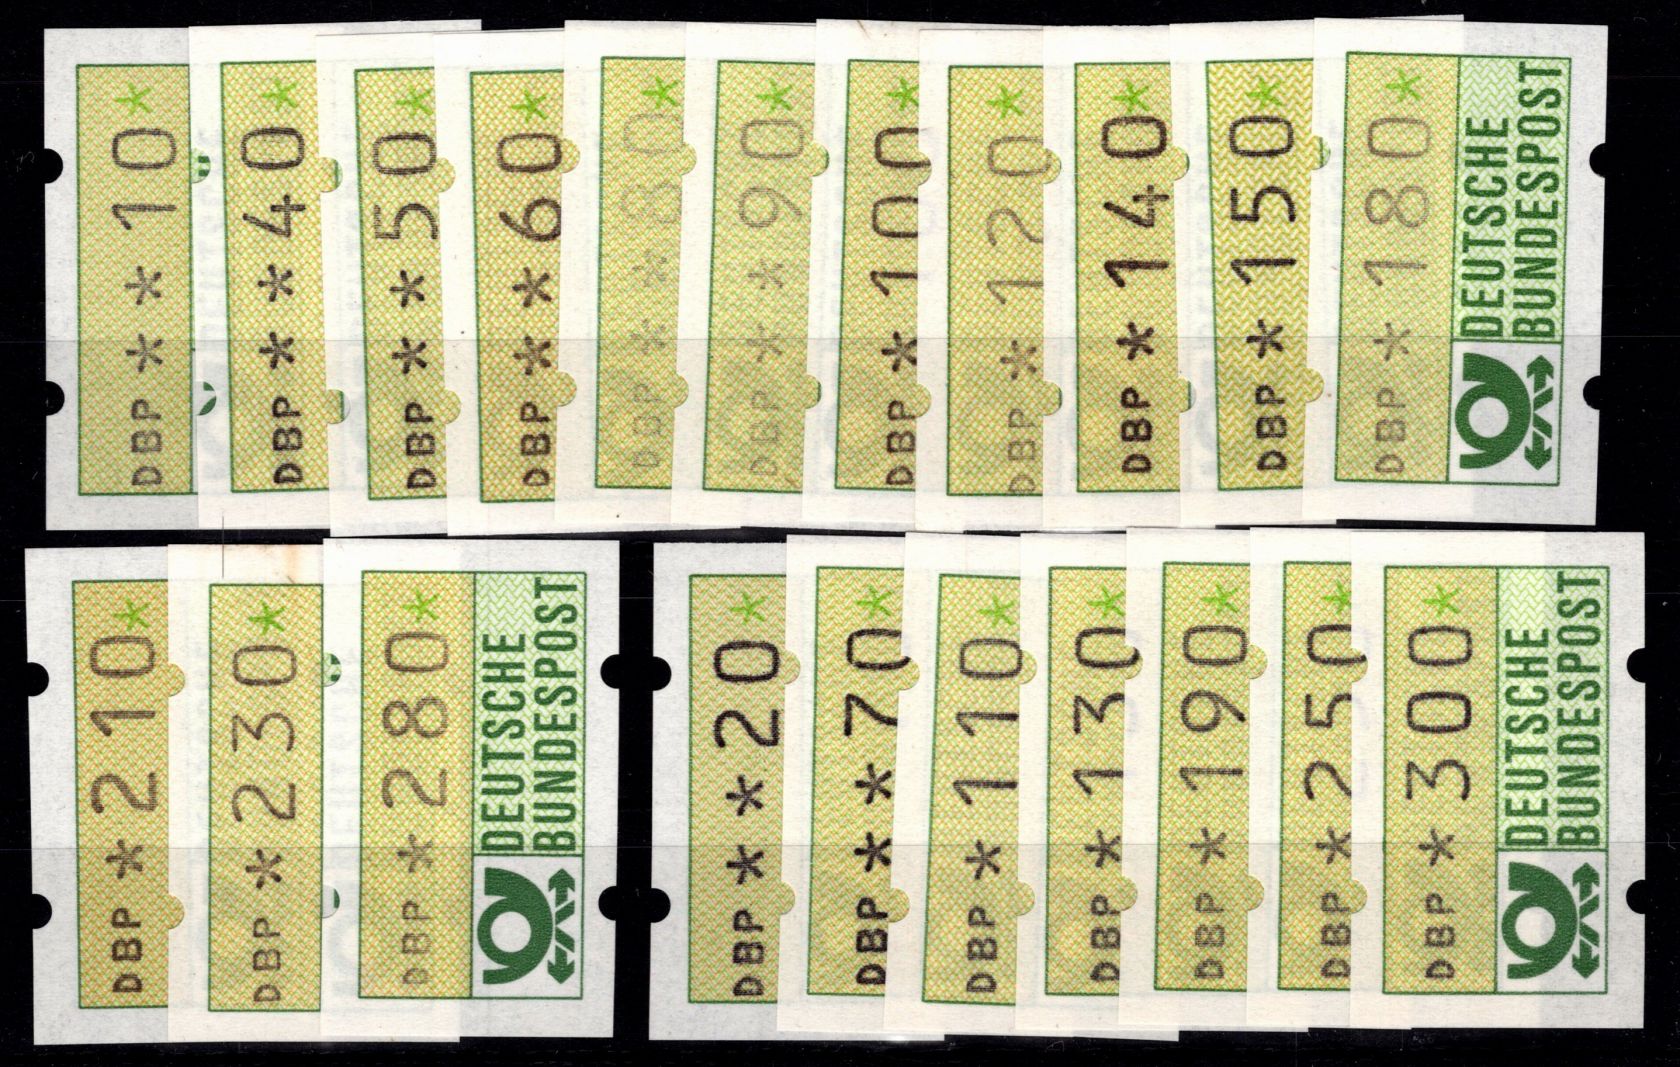 DBP**10*
DBP**40*
DBP**50*
DBP**60*
DBP**80*
DBP**90*
DBP*100*
DBP*120*
DBP*140*
DBP*150*
DBP*180*
DEUTSCHE
BUNDESPOST
DBP*210*
DBP*230*
DBP*280*
DEUTSCHE
BUNDESPOST
DBP**20*
DBP**70*
DBP*110*
DBP*130*
DBP*190*
DBP*250*
DBP*300*
DEUTSCHE
BUNDESPOST